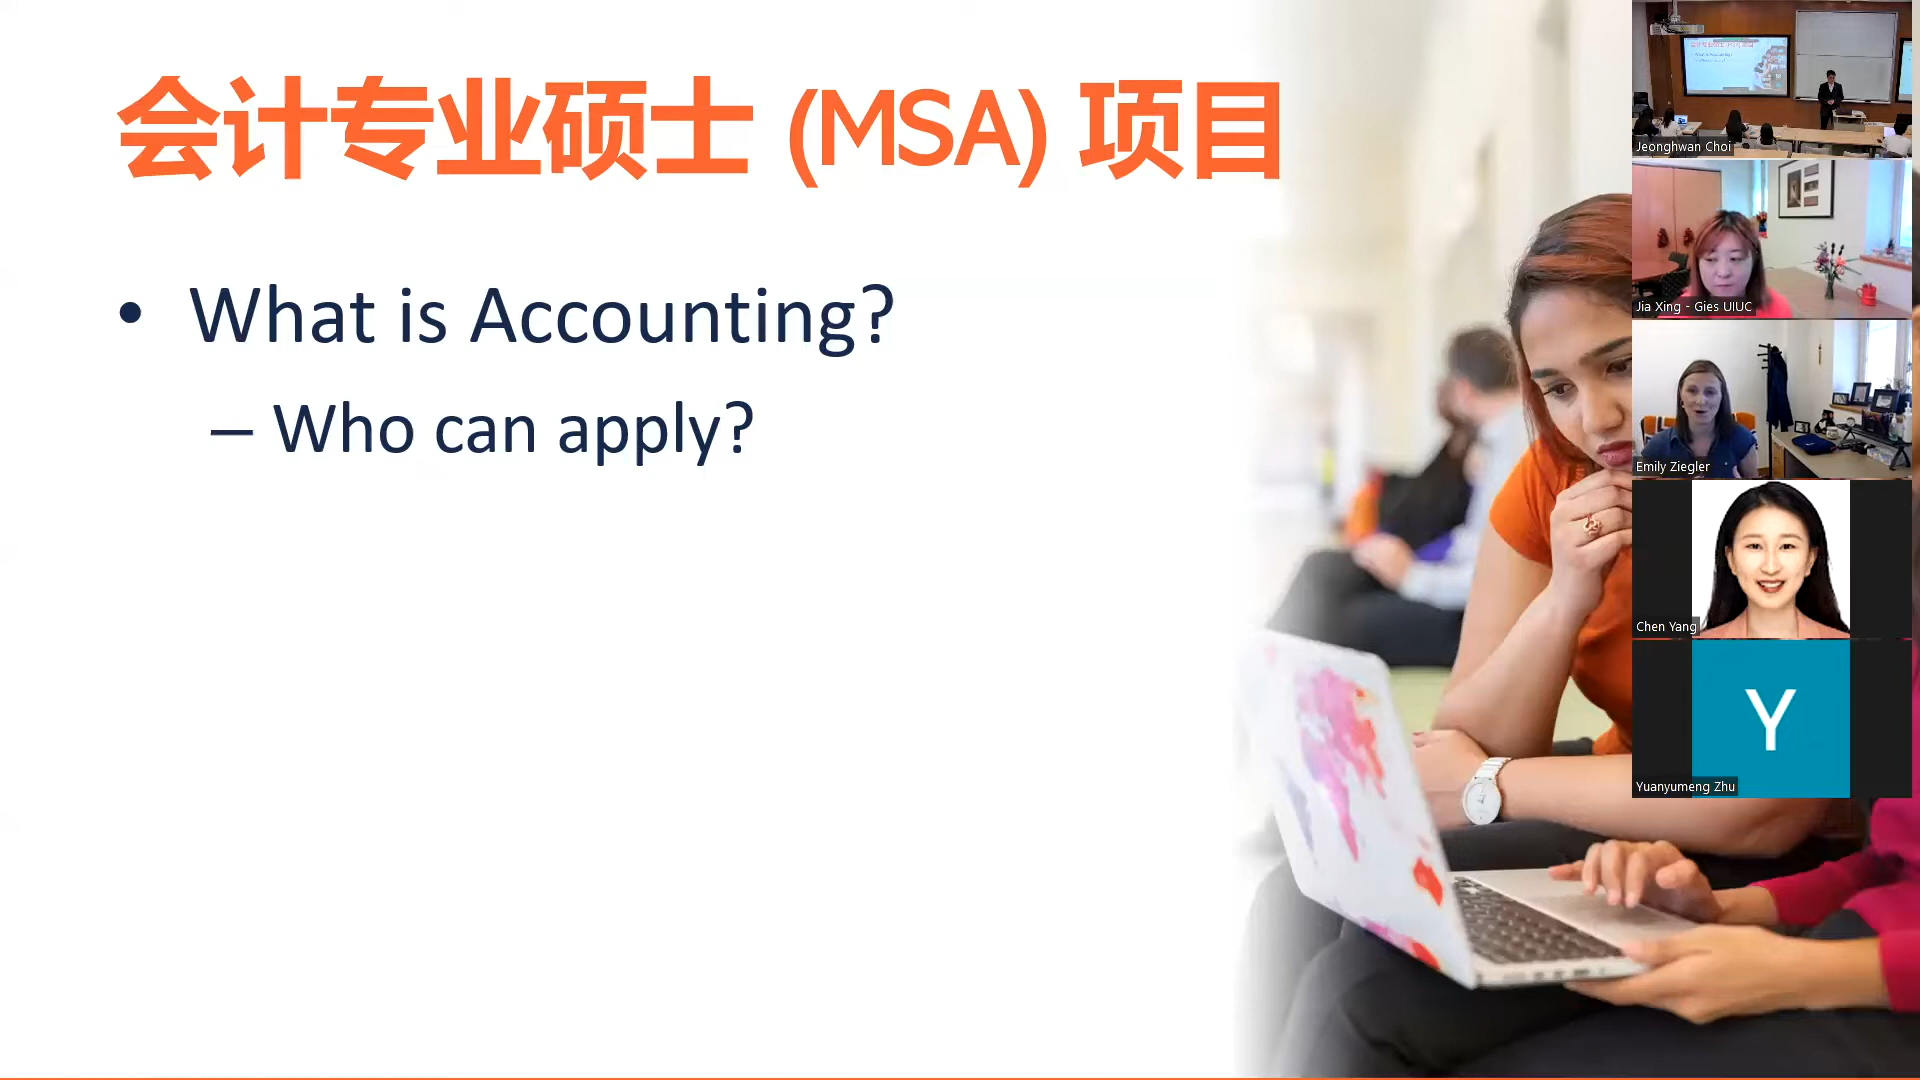 会计专业硕士 (MSA) 项目
• What is Accounting?
– Who can apply?
Jeonghwan Choi
Jia Xing - Gies UIUC
Emily Ziegler
Chen Yang
Y
Yuanyumeng Zhu